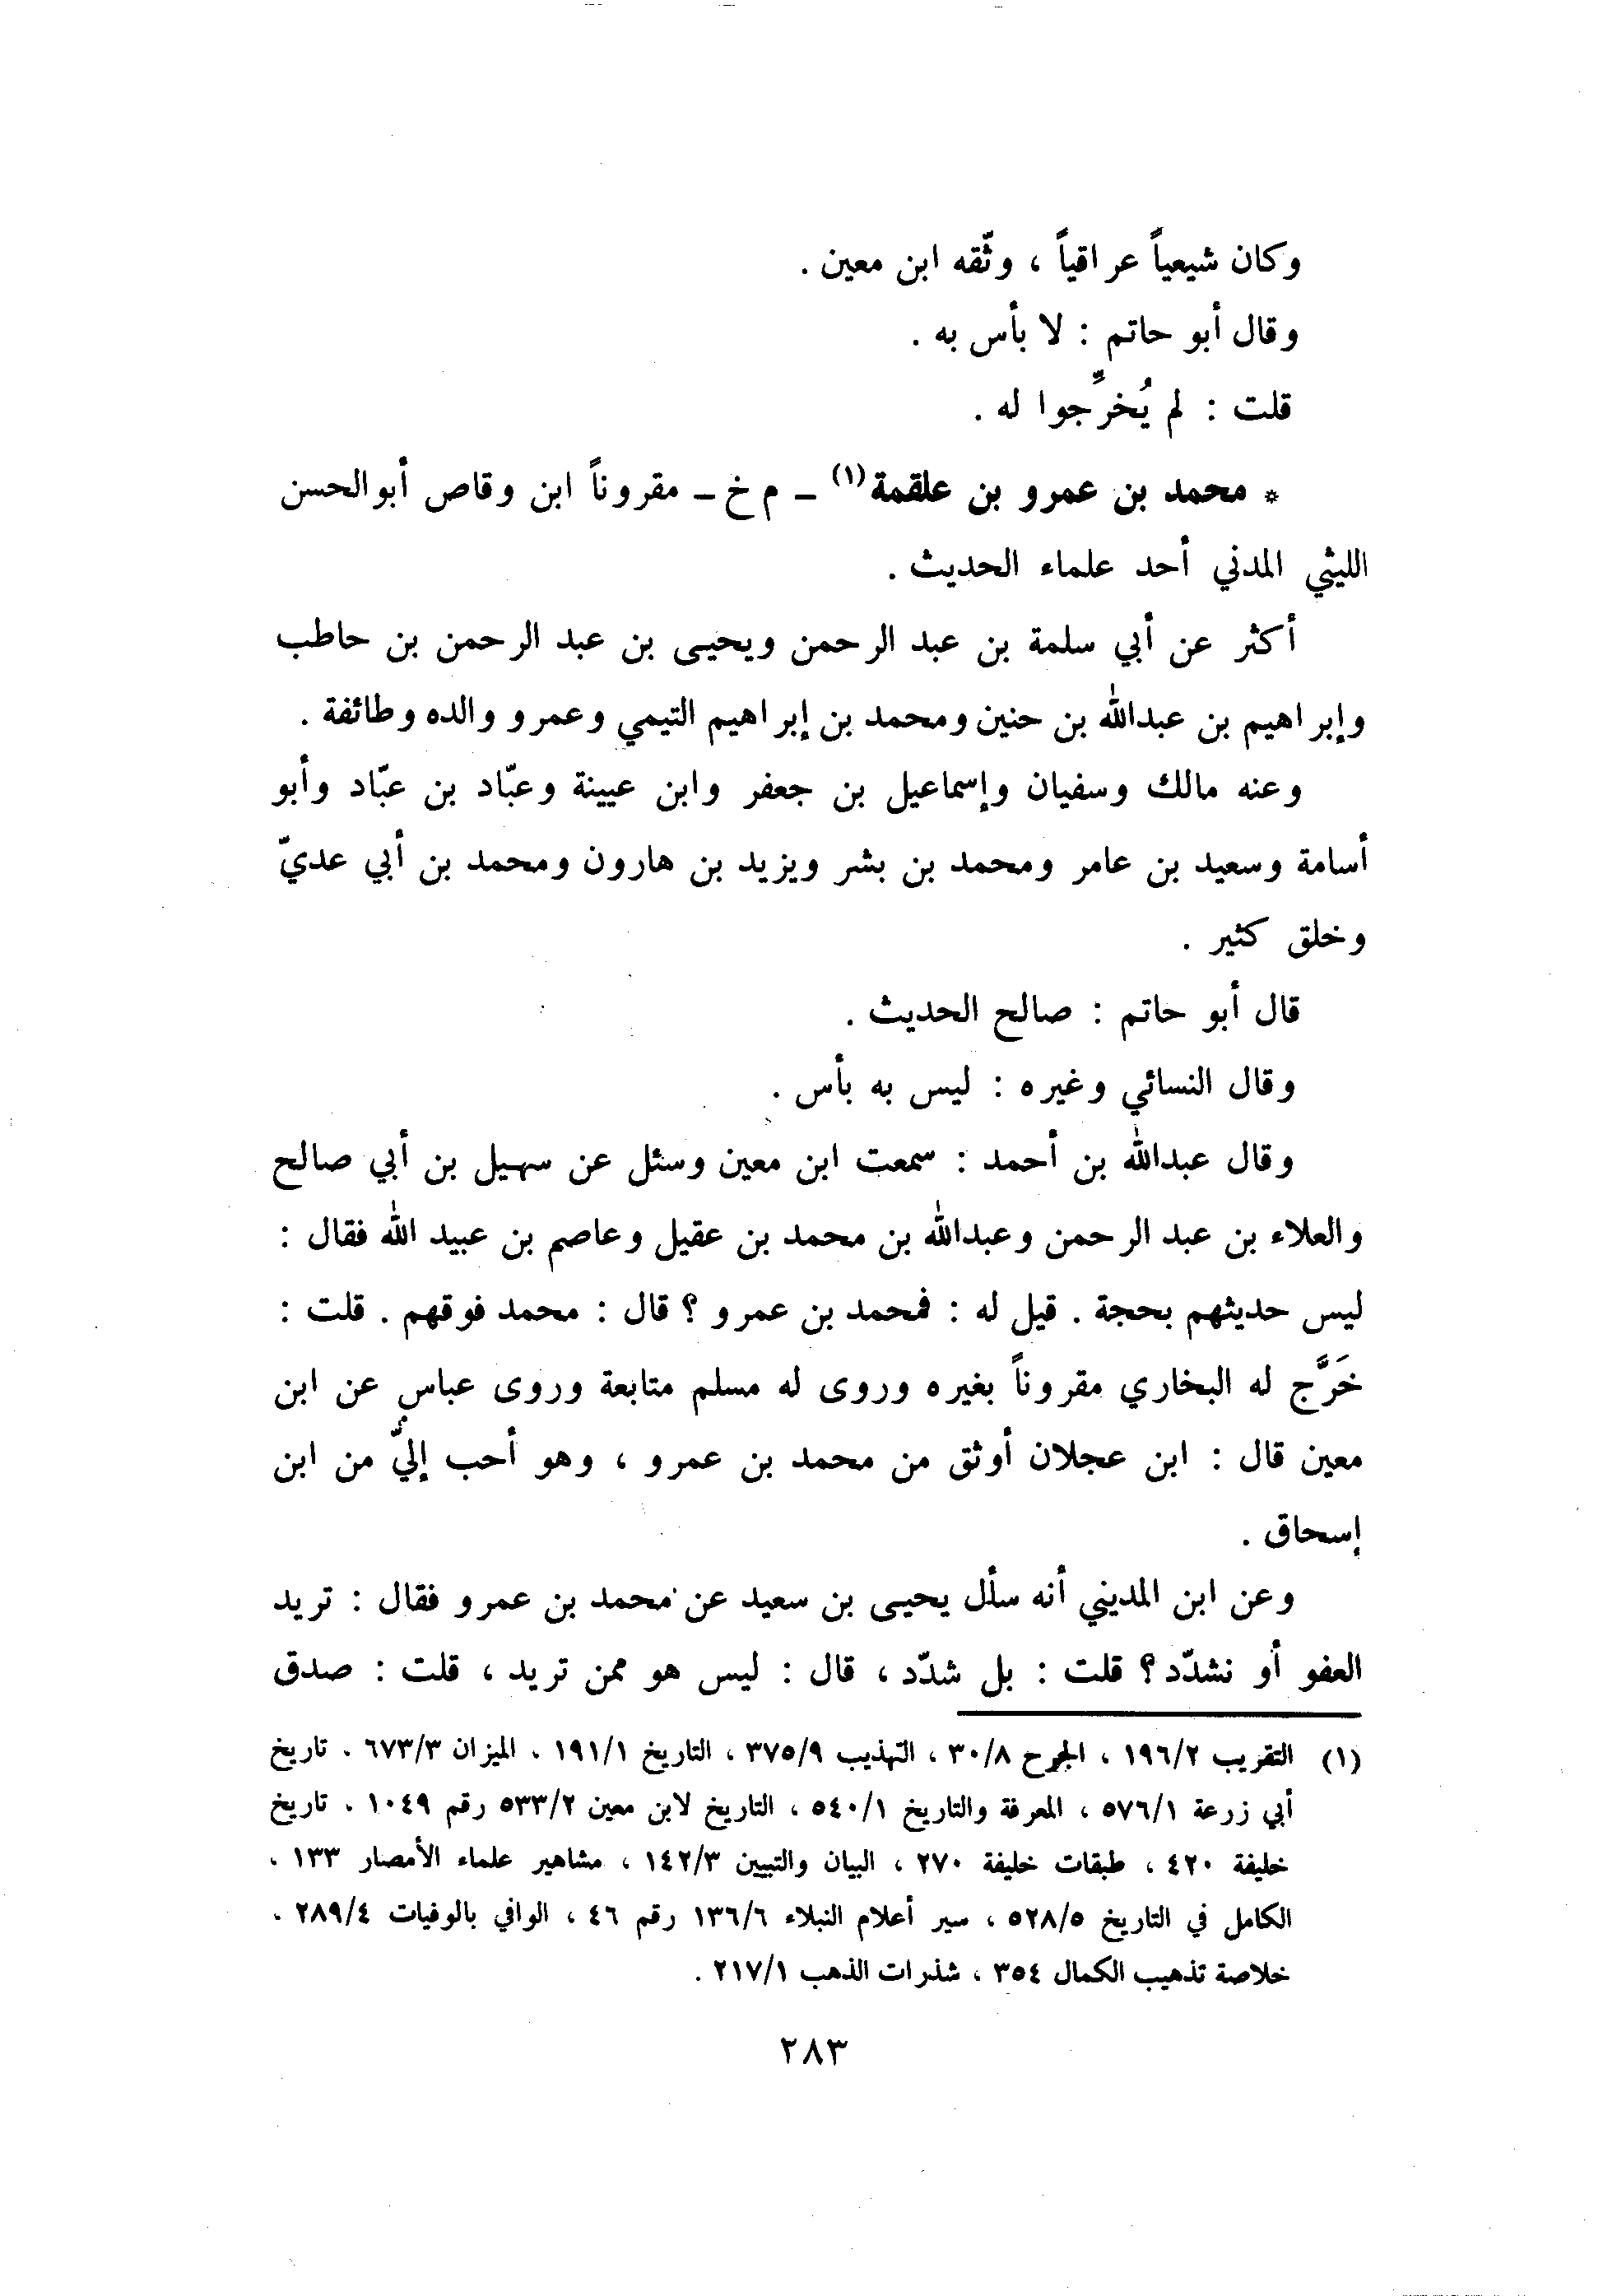 وكان شيعياً عراقياً ، وثّقه ابن معين .
وقال أبو حاتم : لا بأس به .
قلت : لم يُخرِّجوا له .
* محمد بن عمرو بن علقمة(١) ــ م خ ــ مقروناً ابن وقاص أبوالحسن
الليثي المدني أحد علماء الحديث .
أكثر عن أبي سلمة بن عبد الرحمن ويحيى بن عبد الرحمن بن حاطب
وإبراهيم بن عبدالله بن حنين ومحمد بن إبراهيم التيمي وعمرو والده وطائفة .
وعنه مالك وسفيان وإسماعيل بن جعفر وابن عيينة وعبّاد بن عبّاد وأبو
أسامة وسعيد بن عامر ومحمد بن بشر ويزيد بن هارون ومحمد بن أبي عديّ
وخلق كثير .
قال أبو حاتم : صالح الحديث .
وقال النسائي وغيره : ليس به بأس .
وقال عبدالله بن أحمد : سمعت ابن معين وسئل عن سهيل بن أبي صالح
والعلاء بن عبد الرحمن وعبدالله بن محمد بن عقيل وعاصم بن عبيد الله فقال :
ليس حديثهم بحجة . قيل له : فمحمد بن عمرو ؟ قال : محمد فوقهم . قلت :
خَرَّج له البخاري مقروناً بغيره وروى له مسلم متابعة وروى عباس عن ابن
معين قال : ابن عجلان أوثق من محمد بن عمرو ، وهو أحب إليّ من ابن
إسحاق .
وعن ابن المديني أنه سأل يحيى بن سعيد عن محمد بن عمرو فقال : تريد
العفو أو نشدّد ؟ قلت : بل شدّد ، قال : ليس هو ممن تريد ، قلت : صدق
(١) التقريب ١٩٦/٢ ، الجرح ٣٠/٨ ، التهذيب ٣٧٥/٩ ، التاريخ ١٩١/١ ، الميزان ٦٧٣/٣ . تاريخ
أبي زرعة ٥٧٦/١ ، المعرفة والتاريخ ٥٤٠/١ ، التاريخ لابن معين ٥٣٣/٢ رقم ١٠٤٩ . تاريخ
خليفة ٤٢٠ ، طبقات خليفة ٢٧٠ ، البيان والتبيين ١٤٢/٣ ، مشاهير علماء الأمصار ١٣٣ ،
الكامل في التاريخ ٥٢٨/٥ ، سير أعلام النبلاء ١٣٦/٦ رقم ٤٦ ، الوافي بالوفيات ٢٨٩/٤ .
خلاصة تذهيب الكمال ٣٥٤ ، شذرات الذهب ٢١٧/١ .
٢٨٣